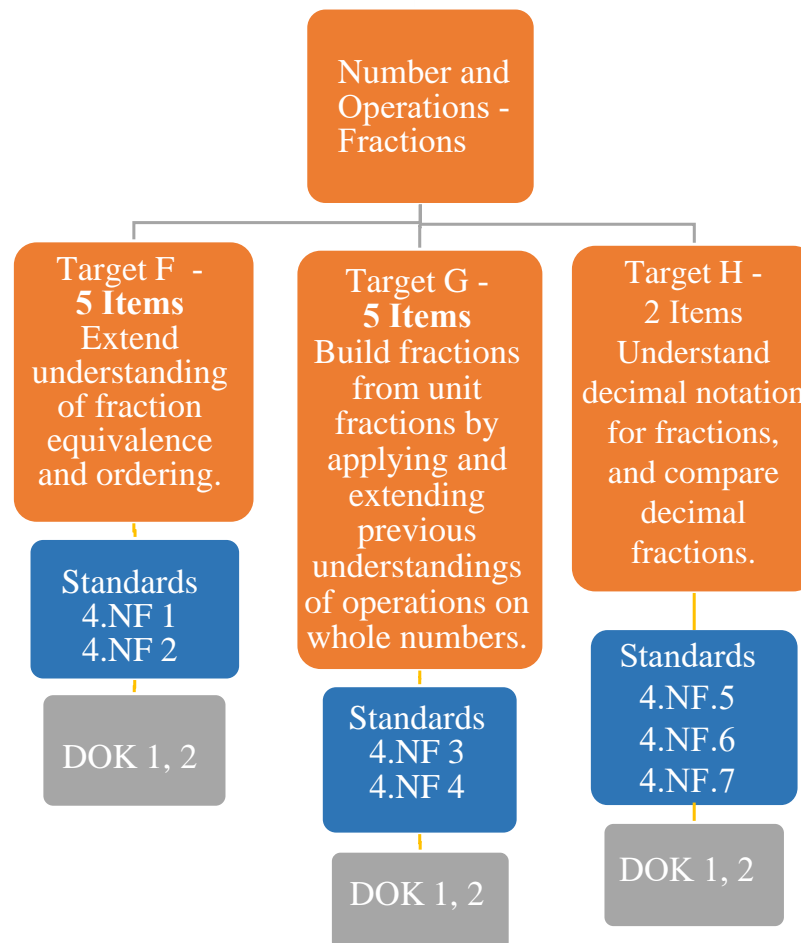 Number and
Operations -
Fractions
Target F -
5 Items
Extend
understanding
of fraction
equivalence
and ordering.
Standards
4.NF 1
4.NF 2
DOK 1, 2
Target G -
5 Items
Build fractions
from unit
fractions by
applying and
extending
previous
understandings
of operations on
whole numbers.
Standards
4.NF 3
4.NF 4
DOK 1, 2
Target H -
2 Items
Understand
decimal notation
for fractions,
and compare
decimal
fractions.
Standards
4.NF.5
4.NF.6
4.NF.7
DOK 1, 2